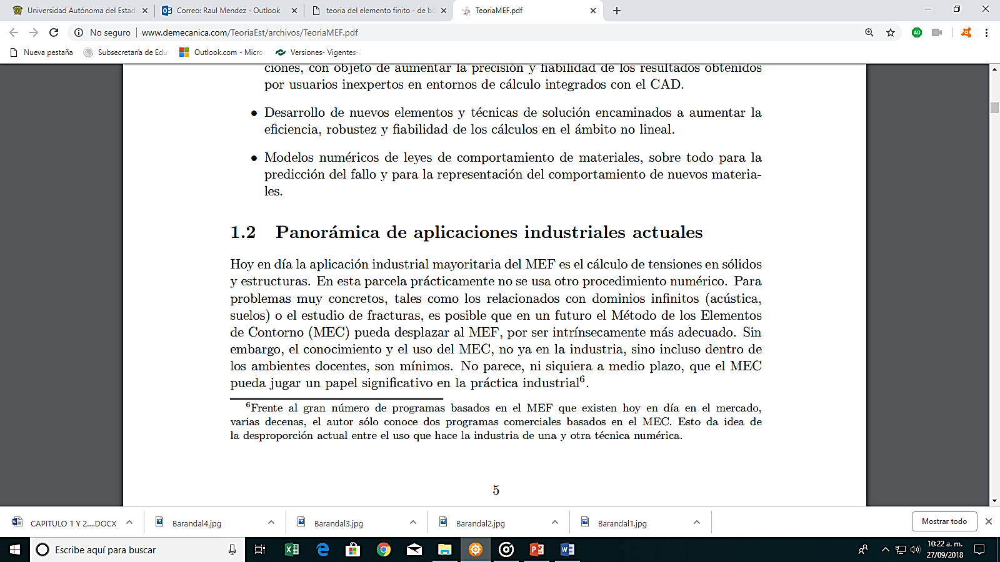 Universidad Autónoma del Estad
Correo: Raul Mendez - Outlook
teoria del elemento finito - de bú
TeoriaMEF.pdf
No seguro
www.demecanica.com/TeoriaEst/archivos/TeoriaMEF.pdf
Nueva pestaña
Subsecretaría de Edu
Outlook.com - Micro
Versiones- Vigentes-
ciones, con objeto de aumentar la precisión y fiabilidad de los resultados obtenidos
por usuarios inexpertos en entornos de cálculo integrados con el CAD.
• Desarrollo de nuevos elementos y técnicas de solución encaminados a aumentar la
eficiencia, robustez y fiabilidad de los cálculos en el ámbito no lineal.
• Modelos numéricos de leyes de comportamiento de materiales, sobre todo para la
predicción del fallo y para la representación del comportamiento de nuevos materia-
les.
1.2 Panorámica de aplicaciones industriales actuales
Hoy en día la aplicación industrial mayoritaria del MEF es el cálculo de tensiones en sólidos
y estructuras. En esta parcela prácticamente no se usa otro procedimiento numérico. Para
problemas muy concretos, tales como los relacionados con dominios infinitos (acústica,
suelos) o el estudio de fracturas, es posible que en un futuro el Método de los Elementos
de Contorno (MEC) pueda desplazar al MEF, por ser intrínsecamente más adecuado. Sin
embargo, el conocimiento y el uso del MEC, no ya en la industria, sino incluso dentro de
los ambientes docentes, son mínimos. No parece, ni siquiera a medio plazo, que el MEC
pueda jugar un papel significativo en la práctica industrial⁶.
⁶Frente al gran número de programas basados en el MEF que existen hoy en día en el mercado,
varias decenas, el autor sólo conoce dos programas comerciales basados en el MEC. Esto da idea de
la desproporción actual entre el uso que hace la industria de una y otra técnica numérica.
5
CAPITULO 1 Y 2....DOCX
Barandal4.jpg
Barandal3.jpg
Barandal2.jpg
Barandal1.jpg
Mostrar todo
Escribe aquí para buscar
10:22 a. m.
27/09/2018